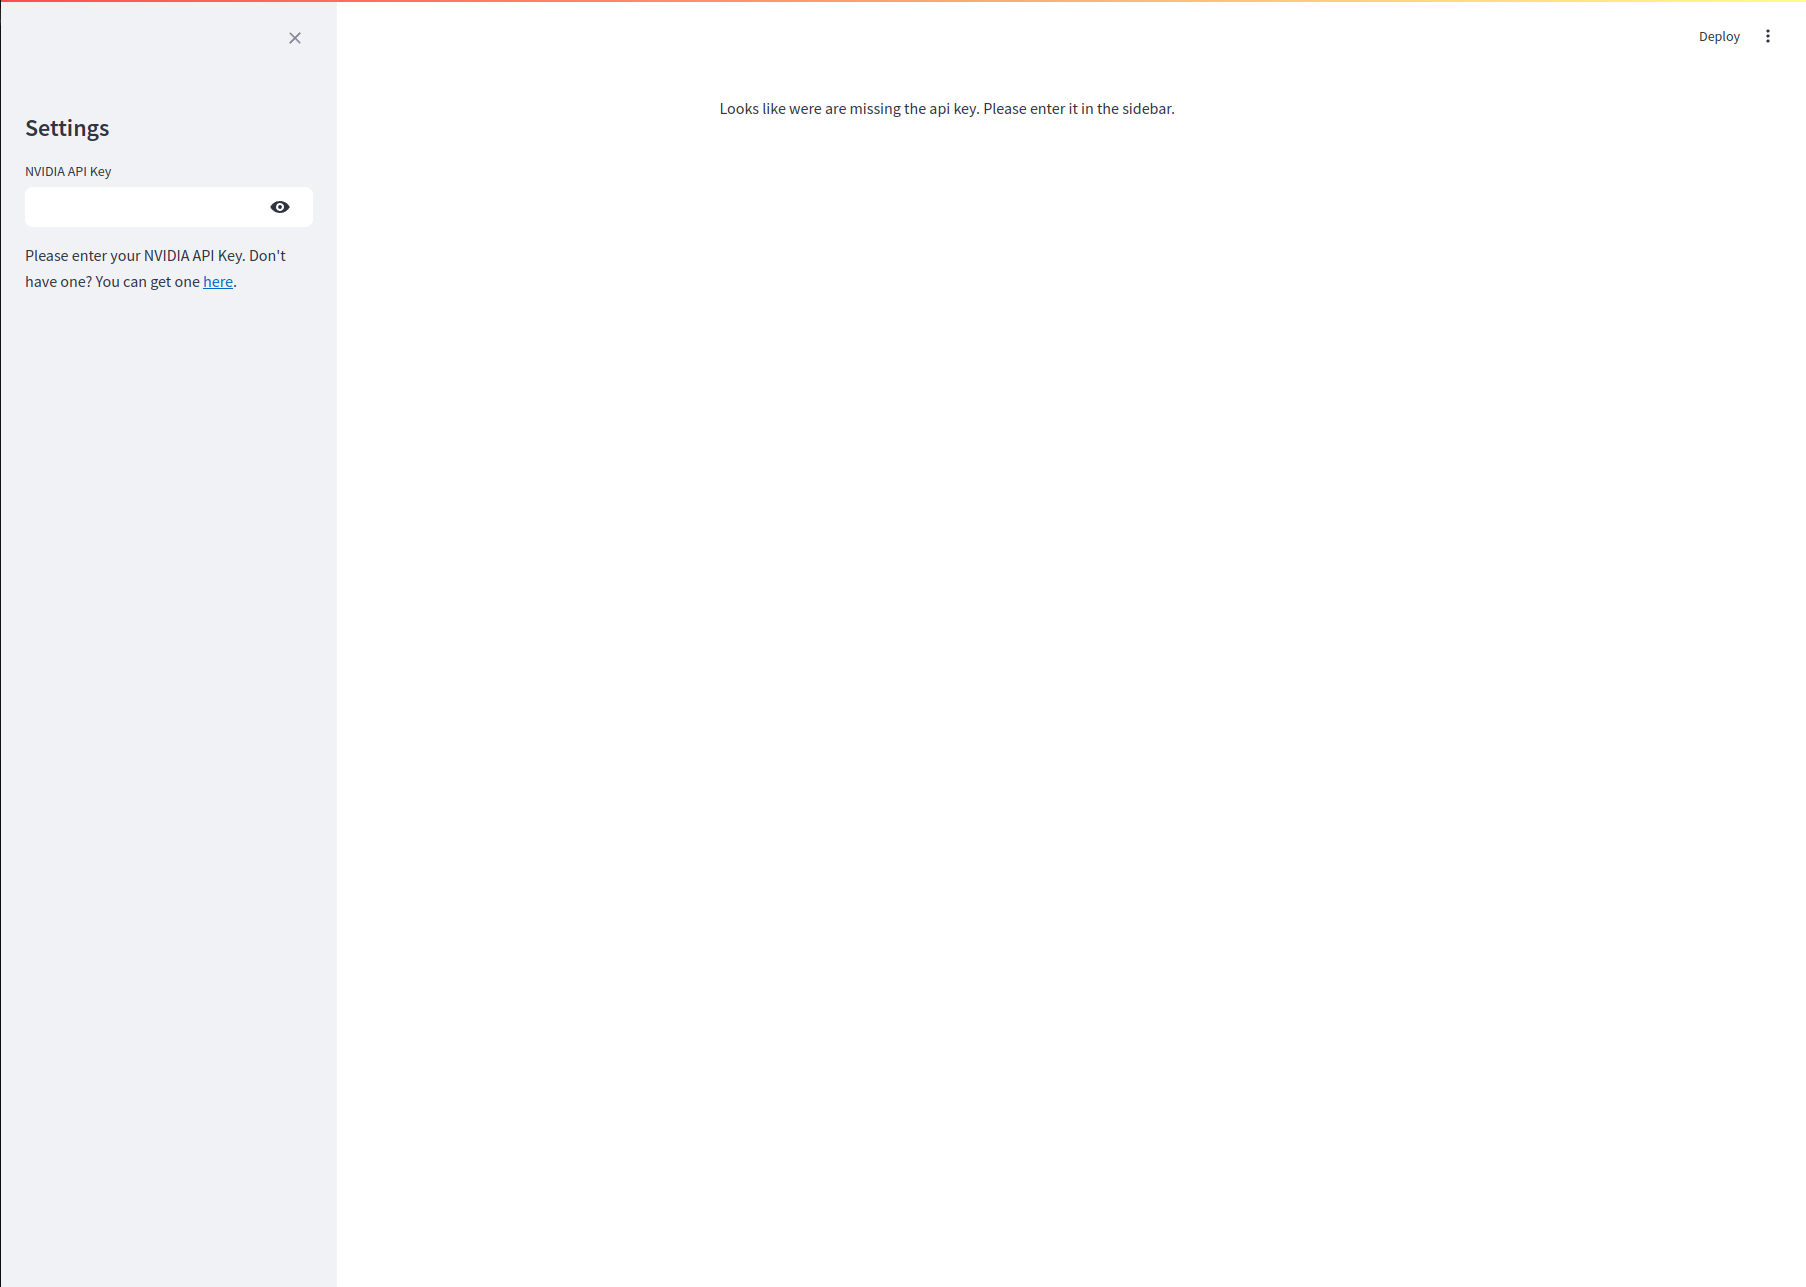 Deploy
Settings
NVIDIA API Key
Please enter your NVIDIA API Key. Don't
have one? You can get one here.
Looks like were are missing the api key. Please enter it in the sidebar.